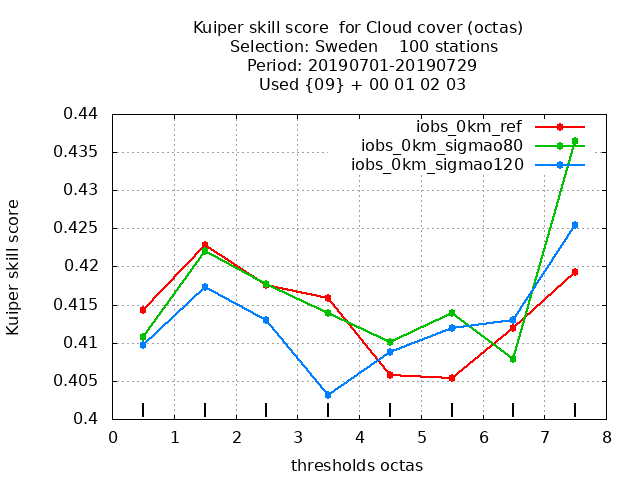 Kuiper skill score  for Cloud cover (octas)
Selection: Sweden    100 stations
Period: 20190701-20190729
Used {09} + 00 01 02 03
iobs_0km_ref
iobs_0km_sigmao80
iobs_0km_sigmao120
Kuiper skill score
0.44
0.435
0.43
0.425
0.42
0.415
0.41
0.405
0.4
0 1 2 3 4 5 6 7 8
thresholds octas